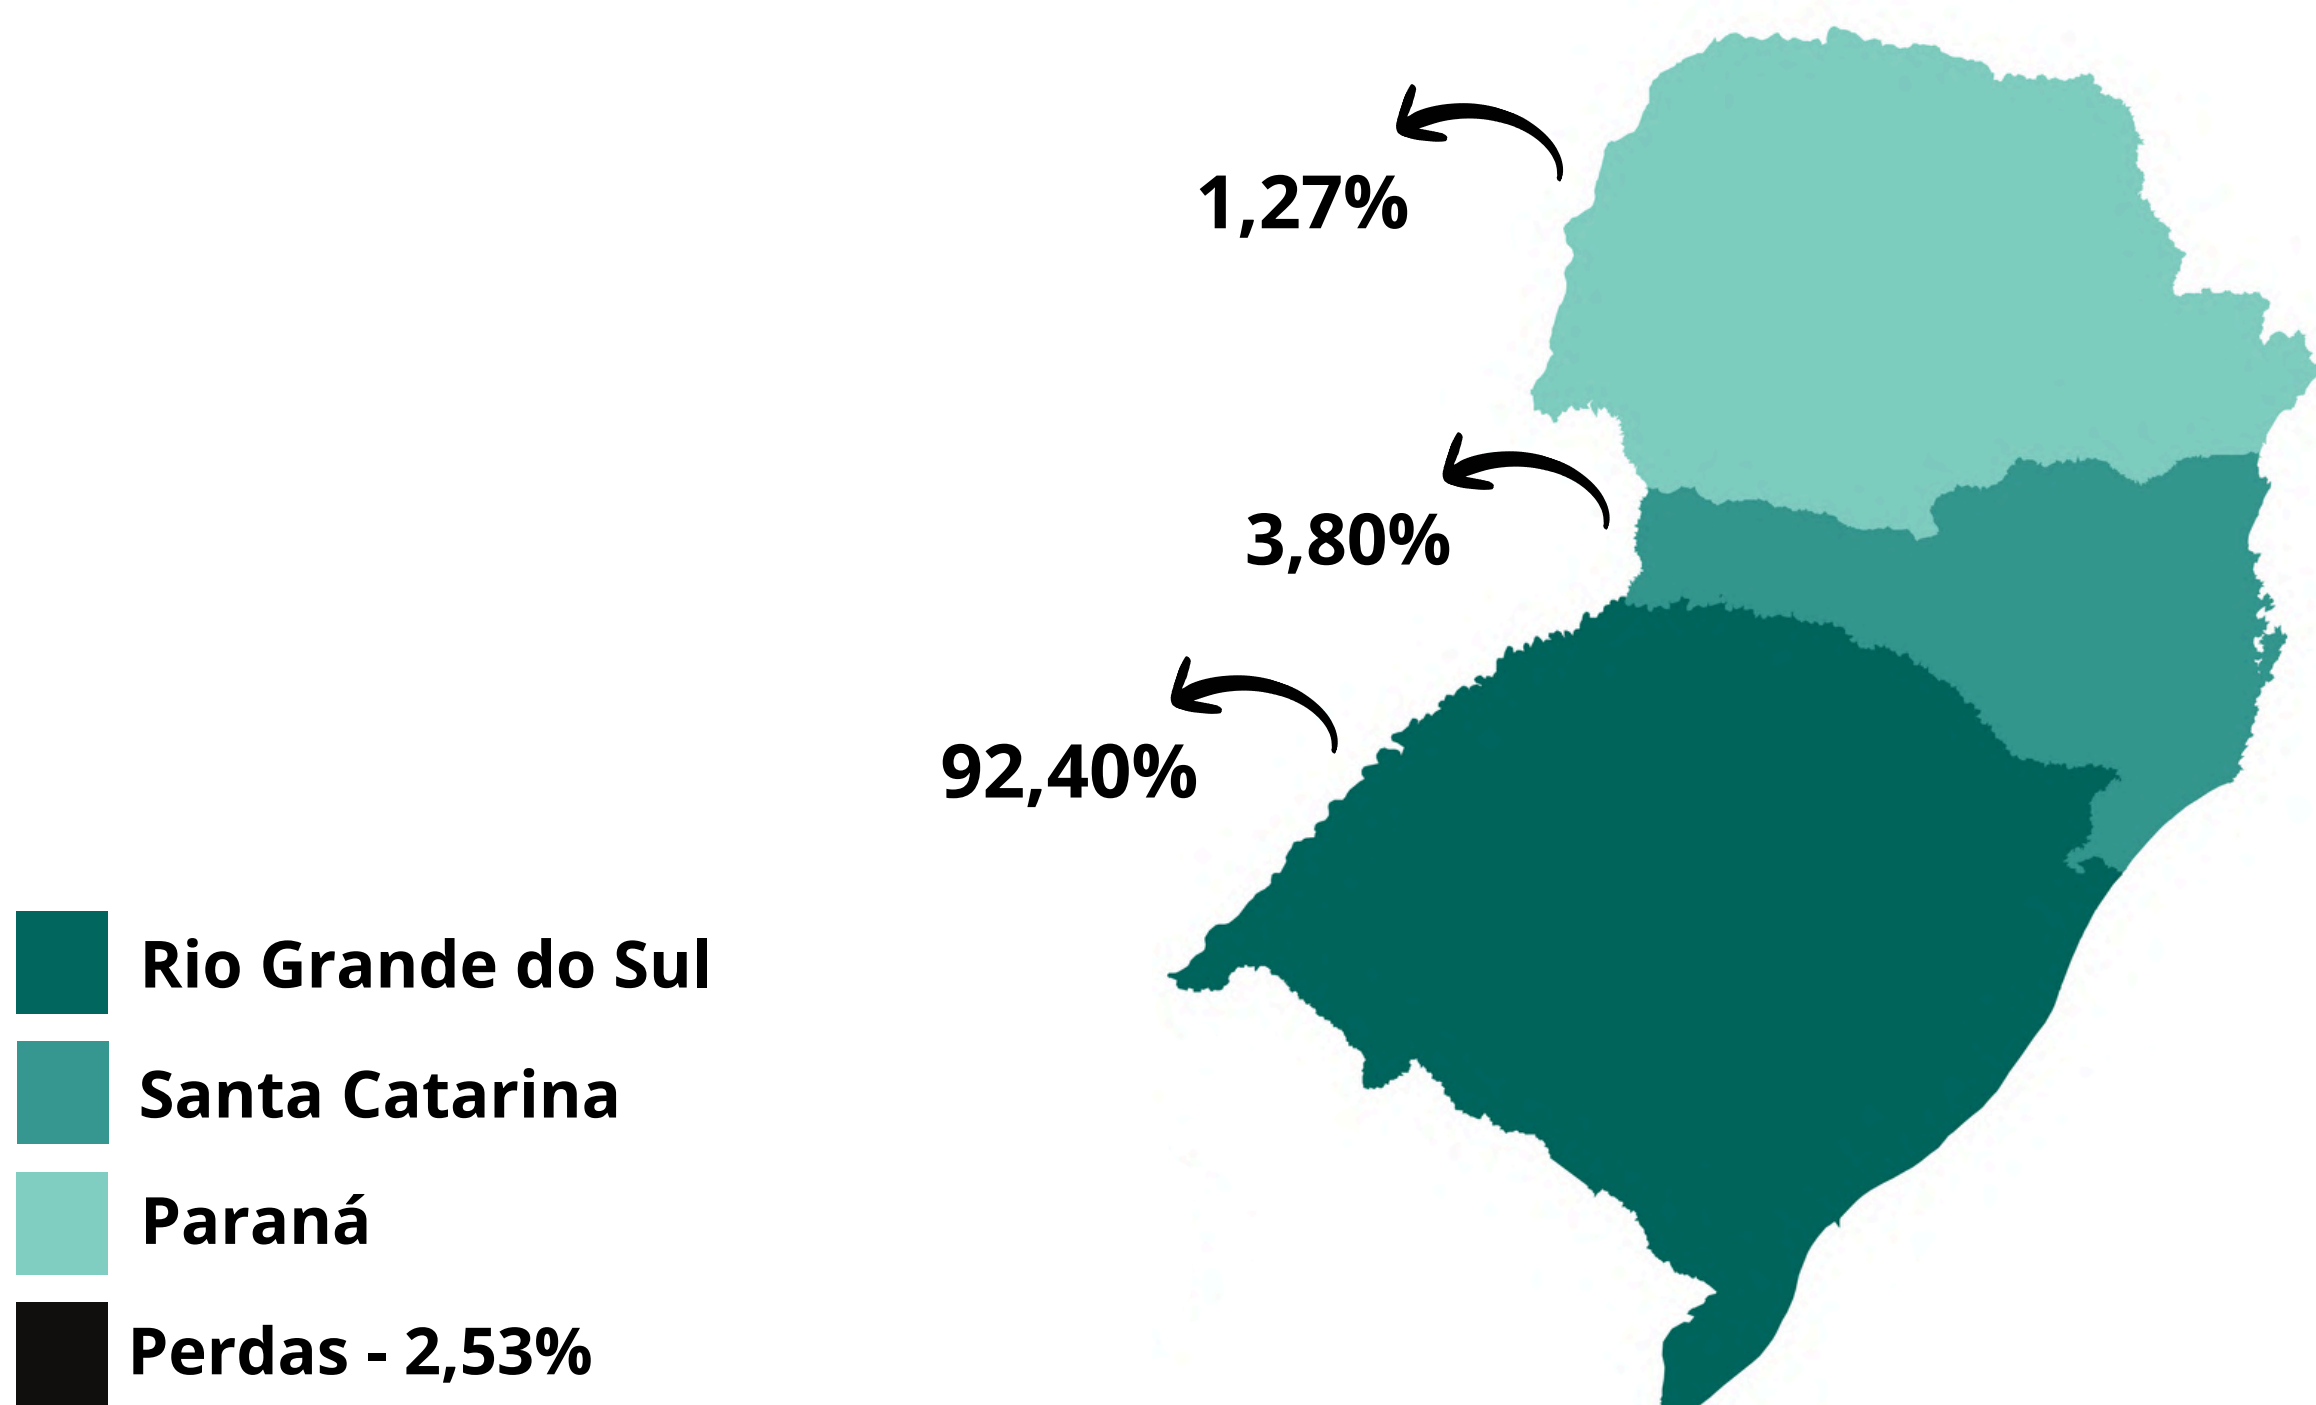 1,27%
3,80%
92,40%
Rio Grande do Sul
Santa Catarina
Paraná
Perdas - 2,53%